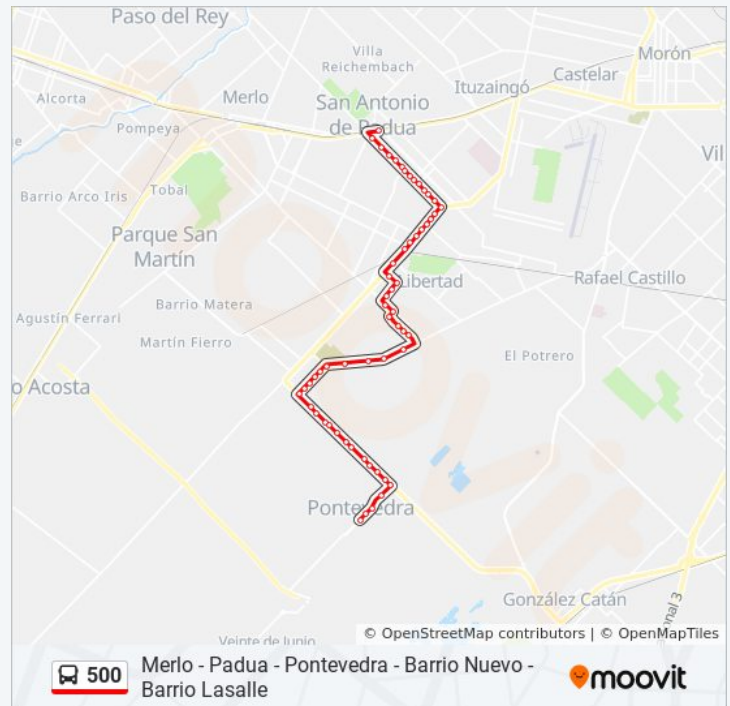 Paso del Rey
Villa
Reichembach
Morón
Castelar
Ituzaingó
Alcorta
Merlo
San Antonio
de Padua
Pompeya
Vil
Barrio Arco Iris
Tobal
Parque San
Martín
Libertad
Rafael Castillo
Barrio Matera
Agustín Ferrari
Martín Fierro
El Potrero
o Acosta
Pontevedra
González Catán
onal 3
Veinte de Junio
© OpenStreetMap contributors | © OpenMapTiles
500
Merlo - Padua - Pontevedra - Barrio Nuevo -
Barrio Lasalle
moovit